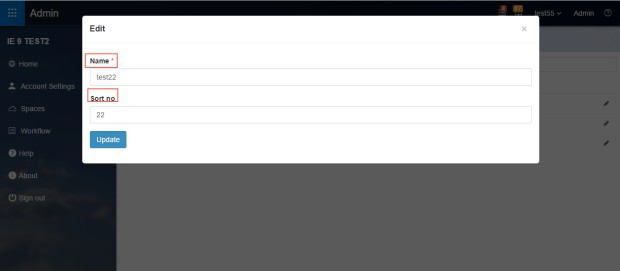 Admin
test55
Admin
IE 9 TEST2
Home
Account Settings
Spaces
Workflow
Help
About
Sign out
Edit
×
Name *
test22
Sort no
22
Update